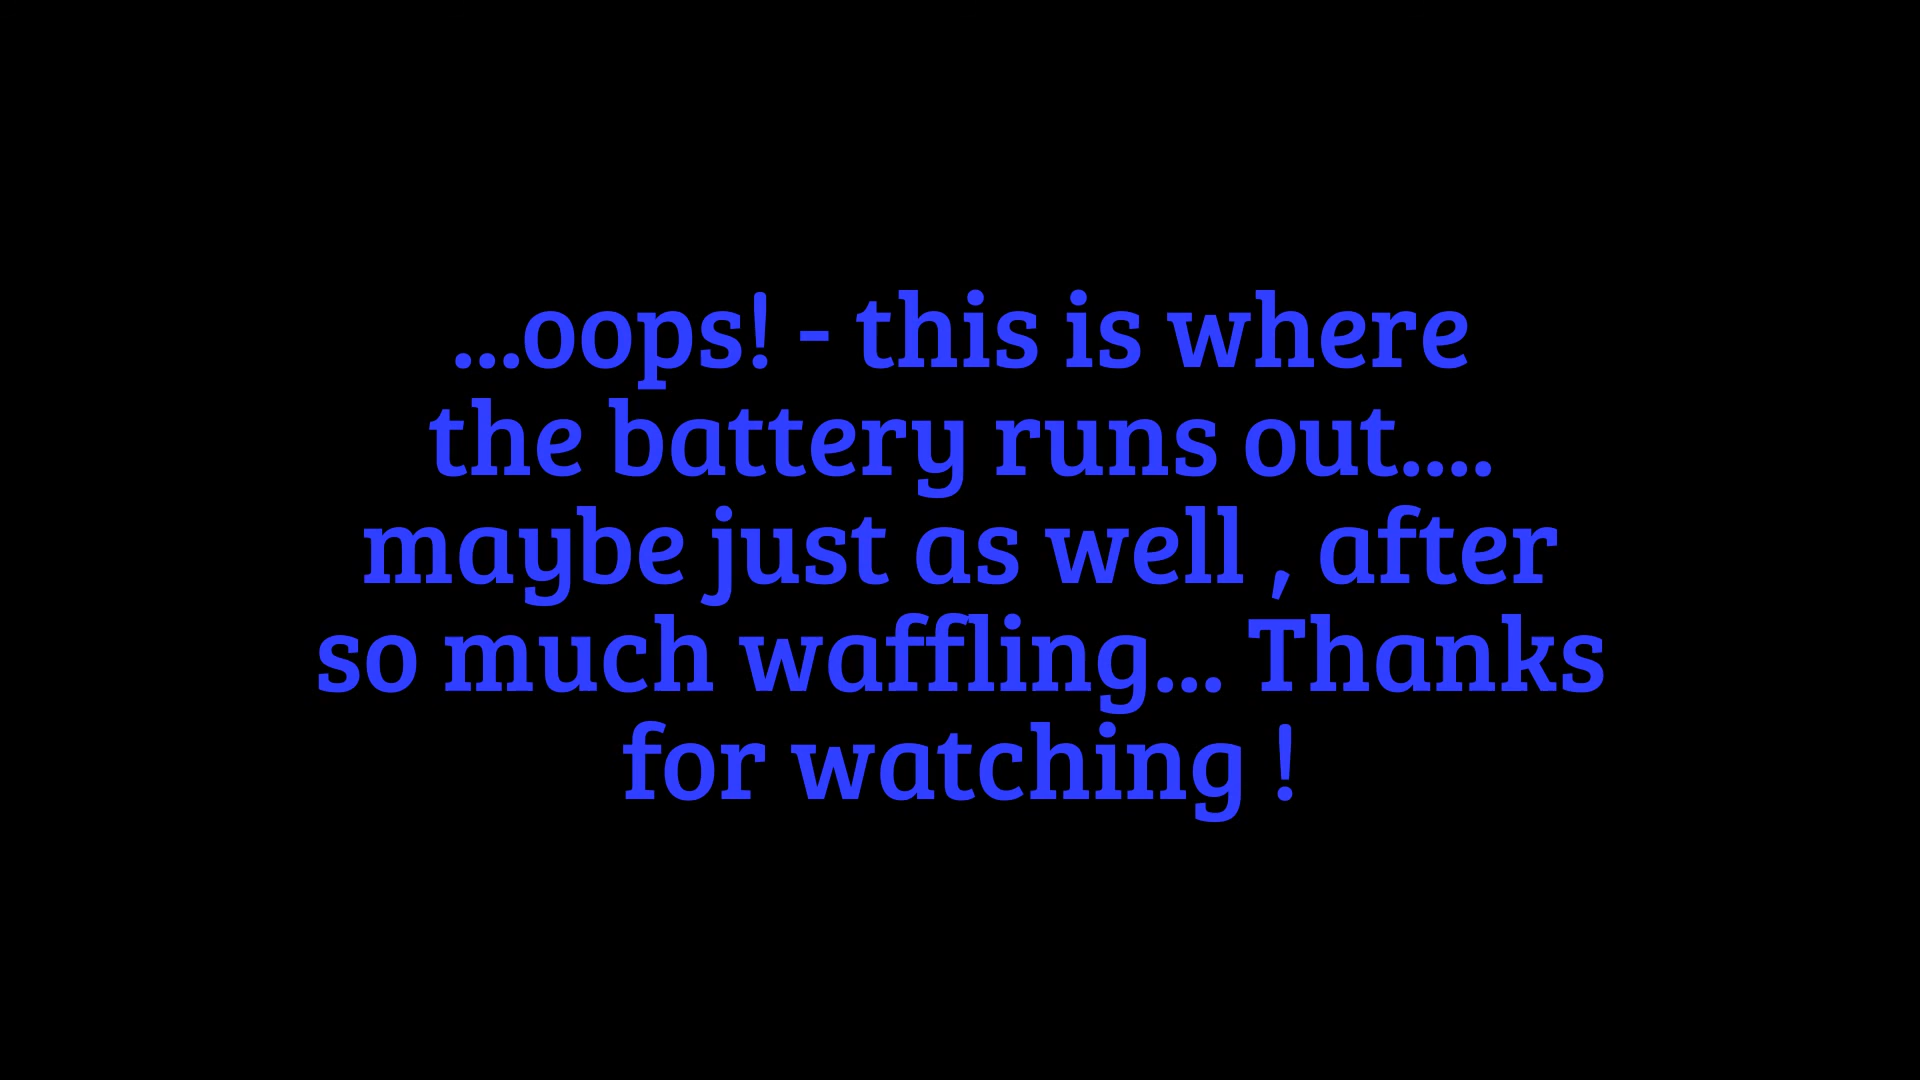 ...oops! - this is where
the battery runs out....
maybe just as well , after
so much waffling... Thanks
for watching !